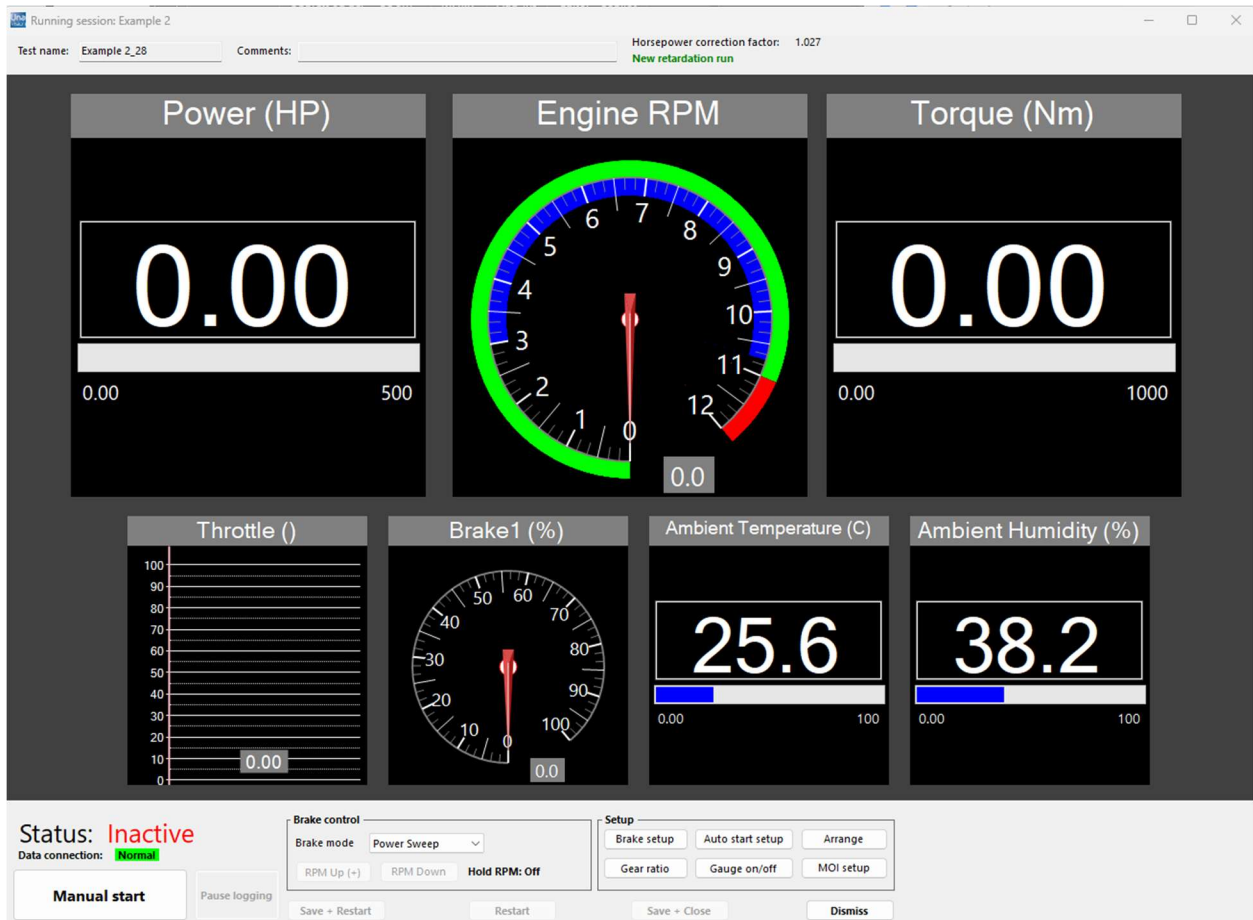 Running session: Example 2
Test name: Example 2_28 Comments: Horsepower correction factor: 1.027
New retardation run
Power (HP)
0.00
0.00 500
Engine RPM
0 1 2 3 4 5 6 7 8 9 10 11 12
0.0
Torque (Nm)
0.00
0.00 1000
Throttle ()
100
90
80
70
60
50
40
30
20
10
0
0.00
Brake1 (%)
0 10 20 30 40 50 60 70 80 90 100
0.0
Ambient Temperature (C)
25.6
0.00 100
Ambient Humidity (%)
38.2
0.00 100
Status: Inactive
Data connection: Normal
Manual start Pause logging
Brake control
Brake mode Power Sweep
RPM Up (+) RPM Down Hold RPM: Off
Setup
Brake setup Auto start setup Arrange
Gear ratio Gauge on/off MOI setup
Save + Restart Restart Save + Close Dismiss